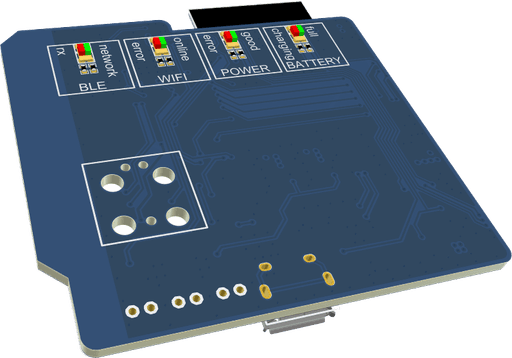 rx network
BLE
error online
WIFI
error good
POWER
charging full
BATTERY